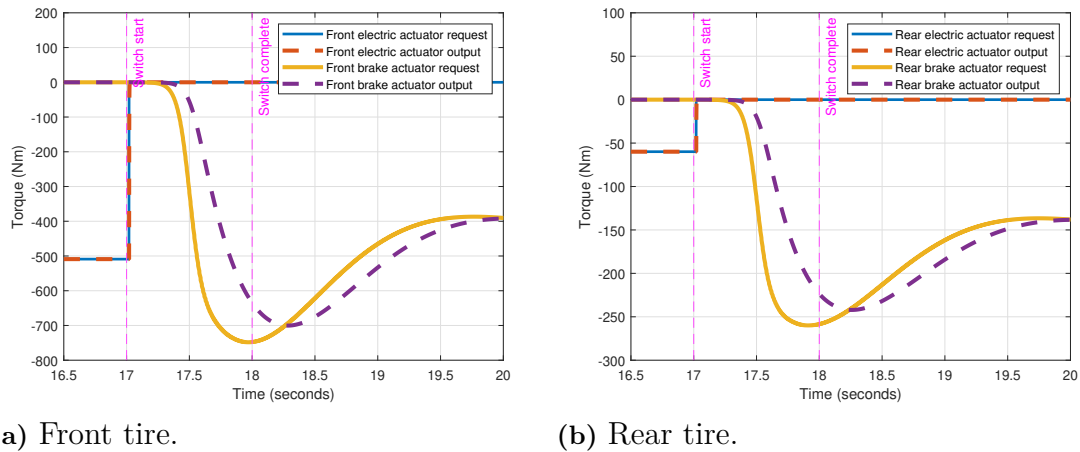 200
100
0
-100
-200
-300
-400
-500
-600
-700
-800
Torque (Nm)
16.5 17 17.5 18 18.5 19 19.5 20
Time (seconds)
Switch start
Switch complete
Front electric actuator request
Front electric actuator output
Front brake actuator request
Front brake actuator output
a) Front tire.
100
50
0
-50
-100
-150
-200
-250
-300
Torque (Nm)
16.5 17 17.5 18 18.5 19 19.5 20
Time (seconds)
Switch start
Switch complete
Rear electric actuator request
Rear electric actuator output
Rear brake actuator request
Rear brake actuator output
(b) Rear tire.